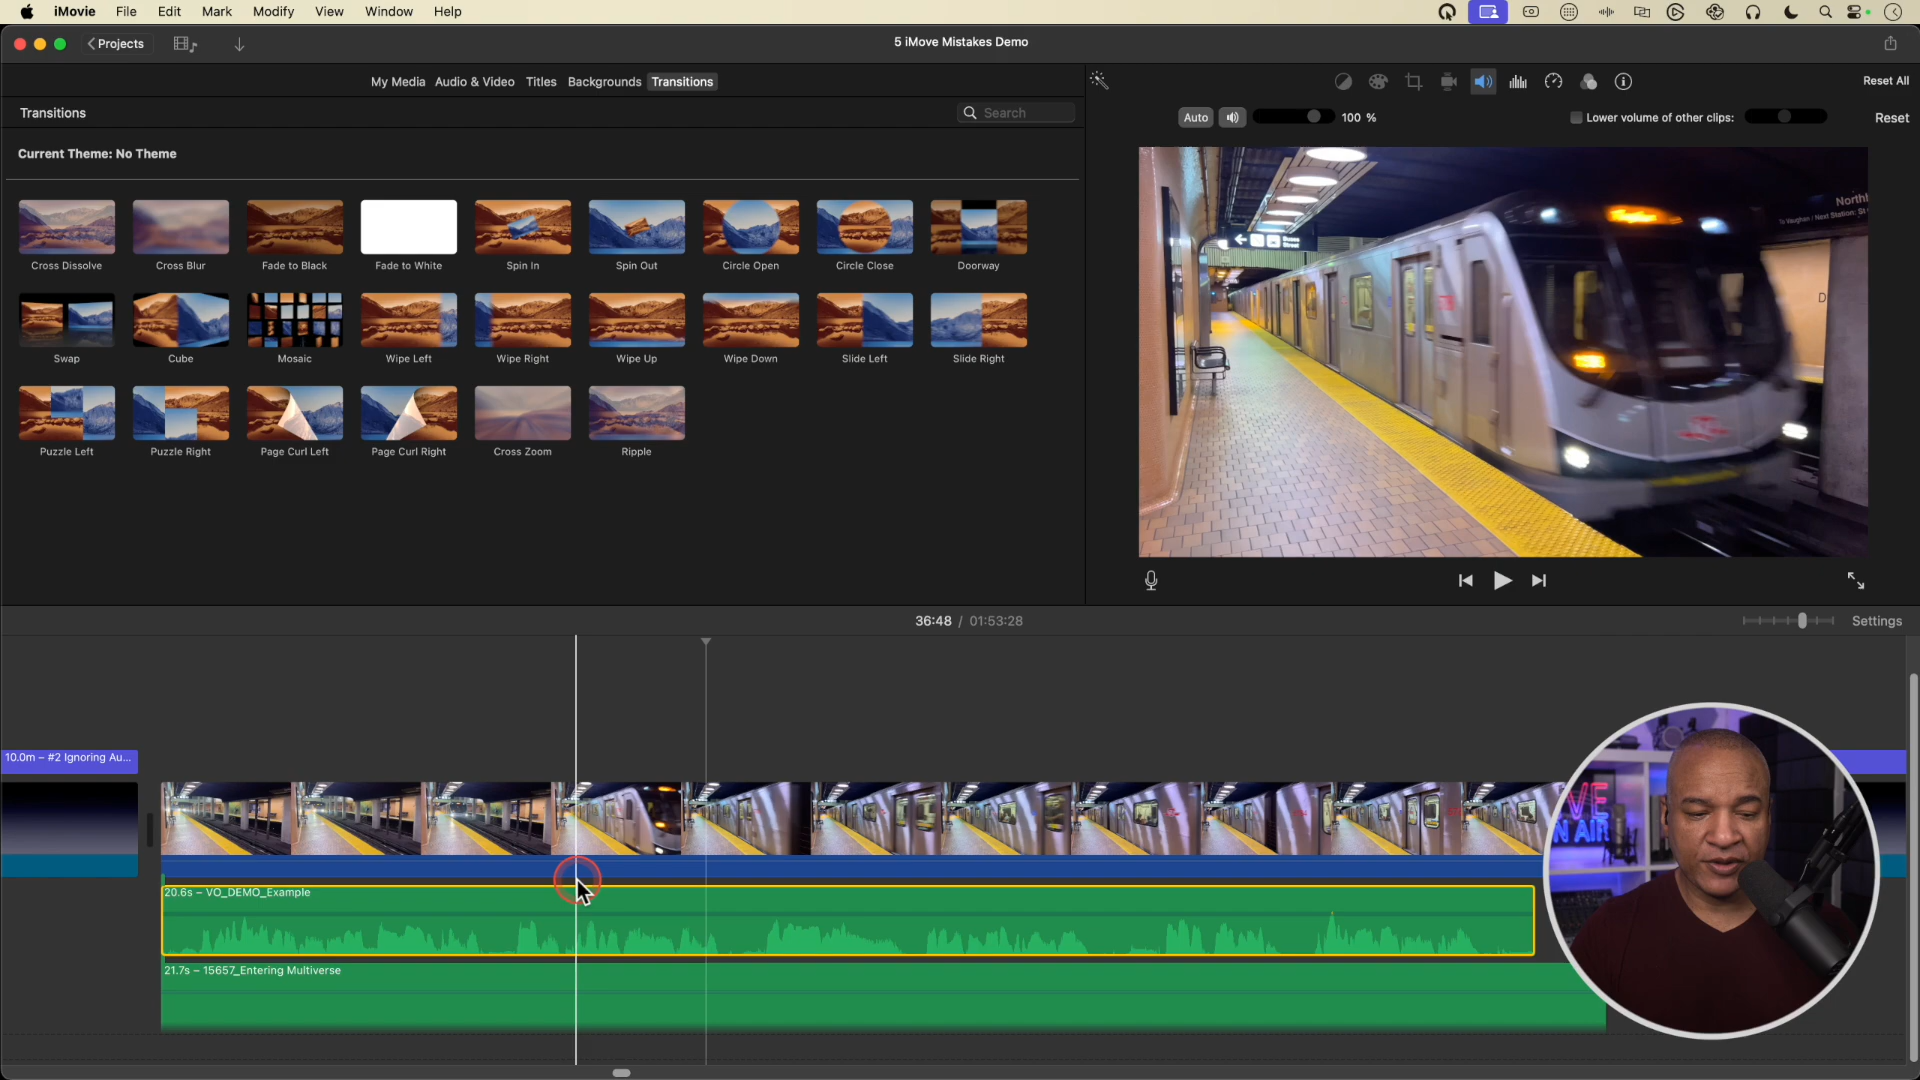 iMovie File Edit Mark Modify View Window Help
Projects
5 iMove Mistakes Demo
My Media Audio & Video Titles Backgrounds Transitions
Reset All
Transitions
Search
Auto
100 %
Lower volume of other clips:
Reset
Current Theme: No Theme
Cross Dissolve Cross Blur Fade to Black Fade to White Spin In Spin Out Circle Open Circle Close Doorway
Swap Cube Mosaic Wipe Left Wipe Right Wipe Up Wipe Down Slide Left Slide Right
Puzzle Left Puzzle Right Page Curl Left Page Curl Right Cross Zoom Ripple
36:48 / 01:53:28
Settings
10.0m – #2 Ignoring Au...
20.6s – VO_DEMO_Example
21.7s – 15657_Entering Multiverse
AIR